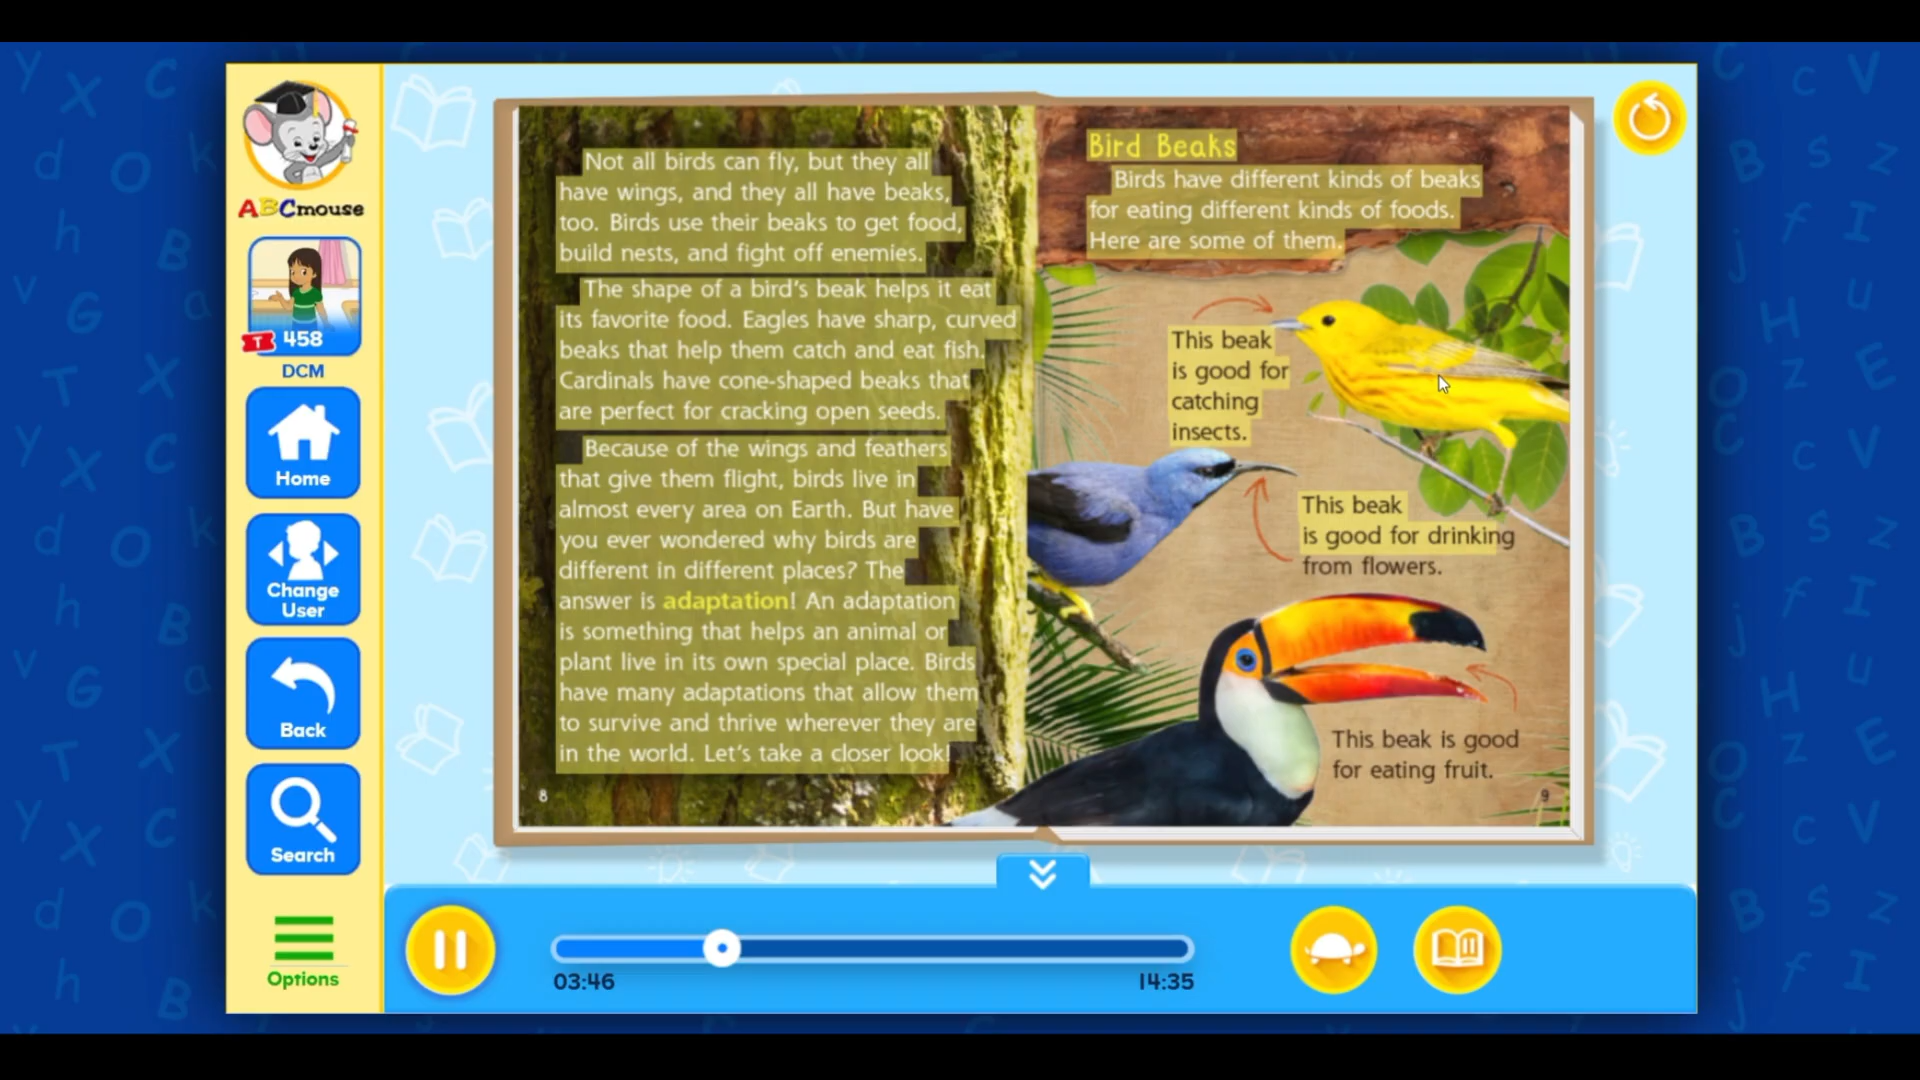 ABCmouse
T 458
DCM
Home
Change
User
Back
Search
Options
Not all birds can fly, but they all
have wings, and they all have beaks,
too. Birds use their beaks to get food,
build nests, and fight off enemies.
The shape of a bird's beak helps it eat
its favorite food. Eagles have sharp, curved
beaks that help them catch and eat fish.
Cardinals have cone-shaped beaks that
are perfect for cracking open seeds.
Because of the wings and feathers
that give them flight, birds live in
almost every area on Earth. But have
you ever wondered why birds are
different in different places? The
answer is adaptation! An adaptation
is something that helps an animal or
plant live in its own special place. Birds
have many adaptations that allow them
to survive and thrive wherever they are
in the world. Let's take a closer look!
8
Bird Beaks
Birds have different kinds of beaks
for eating different kinds of foods.
Here are some of them.
This beak
is good for
catching
insects.
This beak
is good for drinking
from flowers.
This beak is good
for eating fruit.
9
03:46
14:35